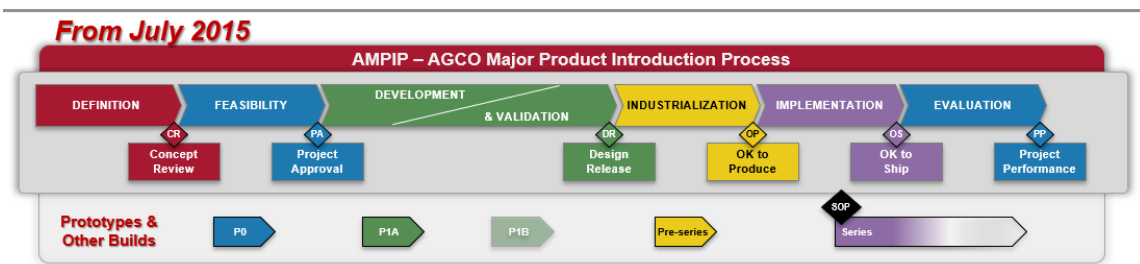 From July 2015
AMPIP – AGCO Major Product Introduction Process
DEFINITION
FEASIBILITY
DEVELOPMENT
& VALIDATION
INDUSTRIALIZATION
IMPLEMENTATION
EVALUATION
CR
PA
DR
OP
OS
PP
Concept
Review
Project
Approval
Design
Release
OK to
Produce
OK to
Ship
Project
Performance
Prototypes &
Other Builds
P0
P1A
P1B
Pre-series
SOP
Series